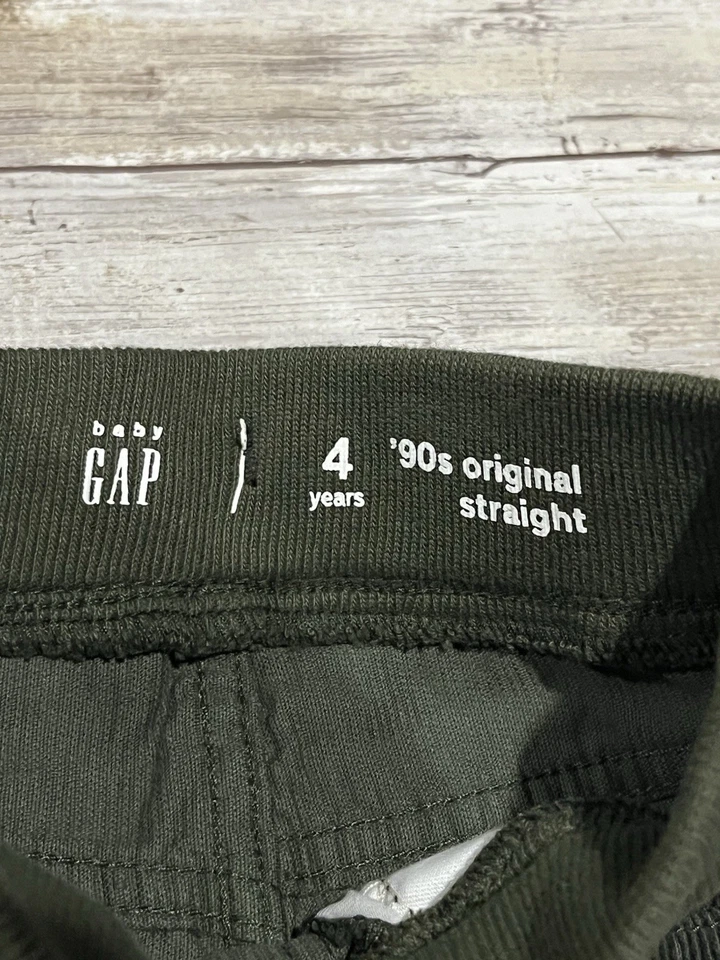 baby
GAP
4
years
'90s original
straight